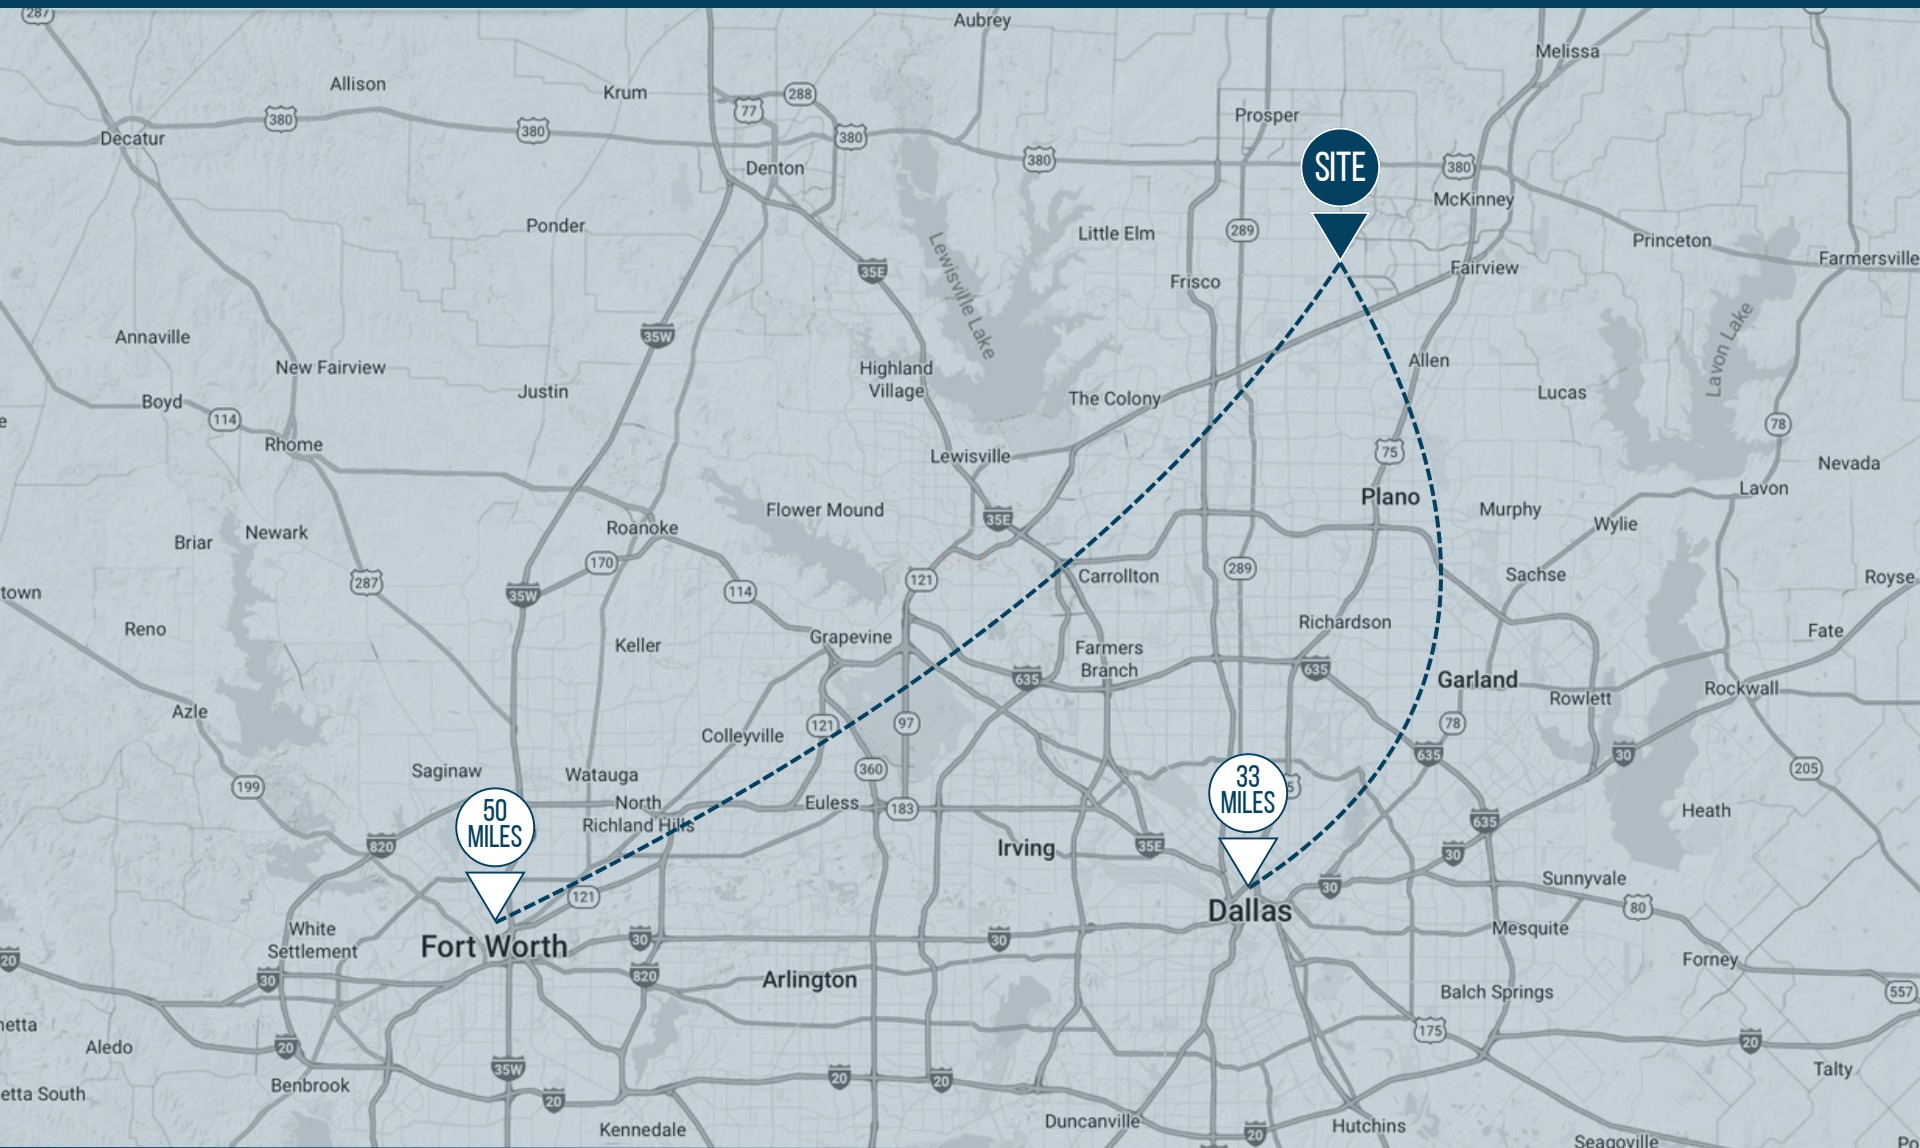 287
Aubrey
Melissa
Allison
Krum
288
77
380
380
380
Prosper
Decatur
Denton
380
SITE
380
McKinney
Ponder
Little Elm
289
Princeton
Farmersville
35E
Lewisville Lake
Frisco
Fairview
Annaville
35W
New Fairview
Highland
Village
Allen
Lavon Lake
Justin
The Colony
Lucas
Boyd
114
Rhome
78
Lewisville
75
Nevada
Plano
Lavon
Flower Mound
35E
Murphy
Wylie
Roanoke
Newark
Briar
170
289
287
35W
114
121
Carrollton
Sachse
Royse
town
Reno
Richardson
Fate
Keller
Grapevine
Farmers
Branch
635
635
Garland
Rowlett
Rockwall
Azle
121
97
78
Colleyville
635
30
Saginaw
Watauga
360
205
199
33
MILES
5
50
MILES
North
Richland Hills
Euless
183
Heath
820
Irving
35E
635
30
30
Sunnyvale
121
80
Dallas
White
Settlement
Fort Worth
30
30
Mesquite
20
30
820
Arlington
Forney
Balch Springs
557
netta
175
Aledo
20
20
35W
Talty
Benbrook
20
20
etta South
20
Duncanville
Kennedale
20
Hutchins
Seagoville
Po